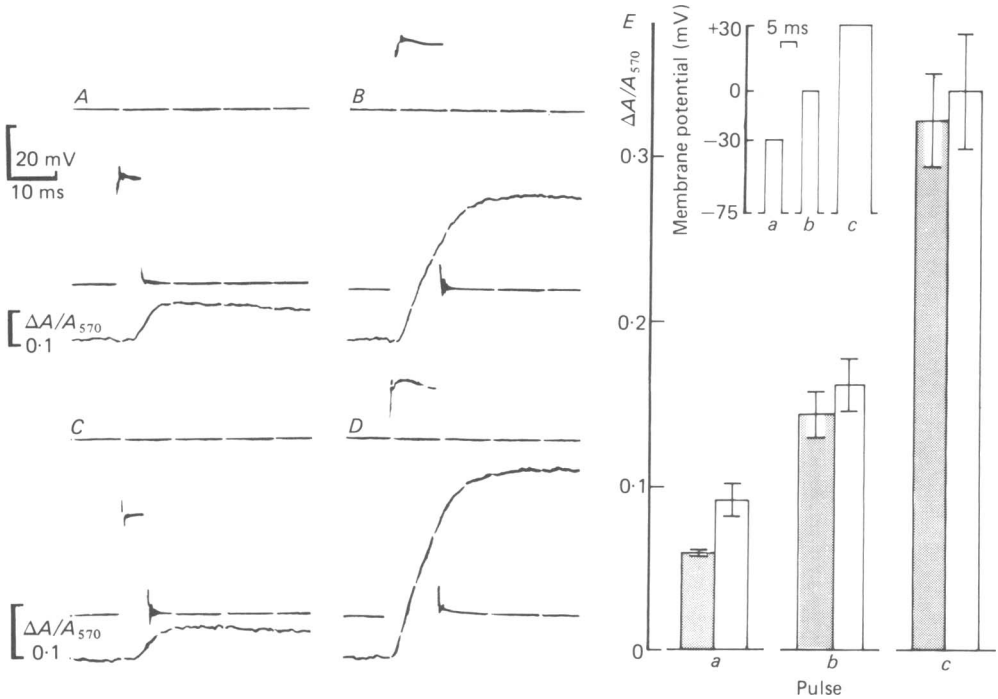 A
B
20 mV
10 ms
ΔA/A570
0·1
C
D
ΔA/A570
0·1
E
ΔA/A570
0·3
0·2
0·1
0
5 ms
Membrane potential (mV)
+30
0
−30
−75
a
b
c
a
b
c
Pulse